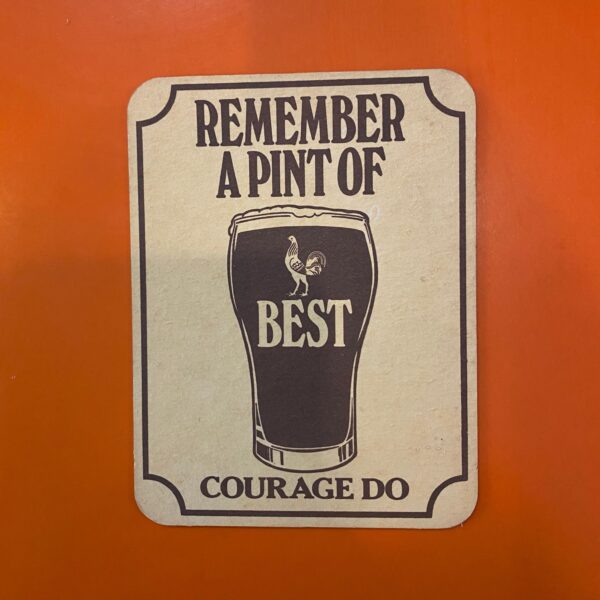 REMEMBER
A PINT OF
BEST
COURAGE DO